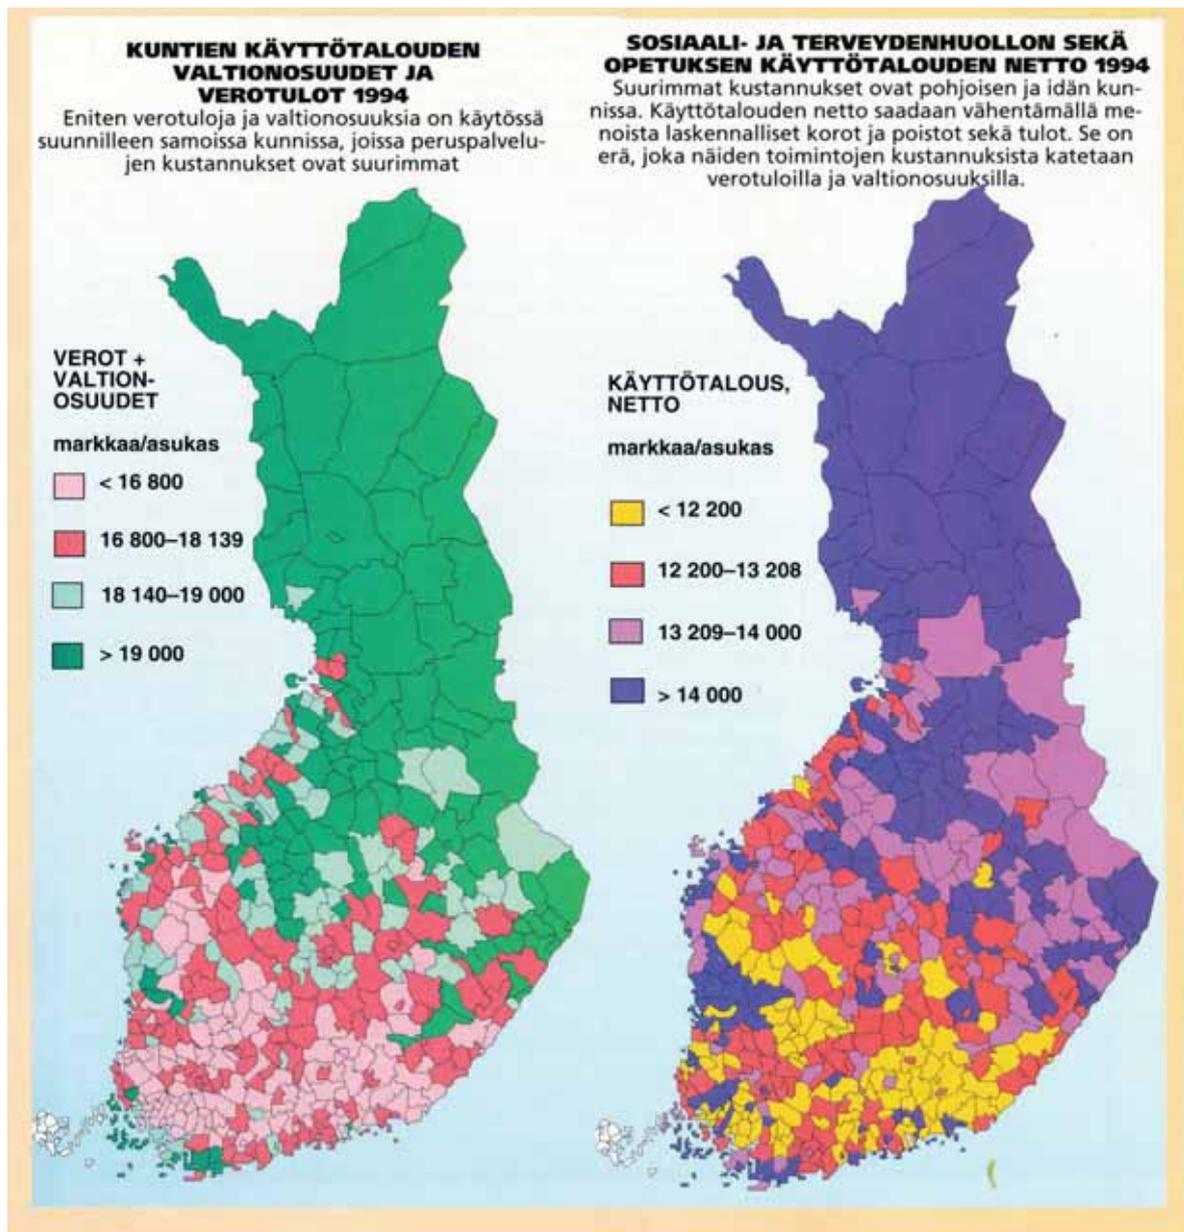 KUNTIEN KÄYTTÖTALOUDEN
VALTIONOSUUDET JA
VEROTULOT 1994
Eniten verotuloja ja valtionosuuksia on käytössä
suunnilleen samoissa kunnissa, joissa peruspalvelu-
jen kustannukset ovat suurimmat
VEROT +
VALTION-
OSUUDET
markkaa/asukas
< 16 800
16 800–18 139
18 140–19 000
> 19 000
SOSIAALI- JA TERVEYDENHUOLLON SEKÄ
OPETUKSEN KÄYTTÖTALOUDEN NETTO 1994
Suurimmat kustannukset ovat pohjoisen ja idän kun-
nissa. Käyttötalouden netto saadaan vähentämällä me-
noista laskennalliset korot ja poistot sekä tulot. Se on
erä, joka näiden toimintojen kustannuksista katetaan
verotuloilla ja valtionosuuksilla.
KÄYTTÖTALOUS,
NETTO
markkaa/asukas
< 12 200
12 200–13 208
13 209–14 000
> 14 000